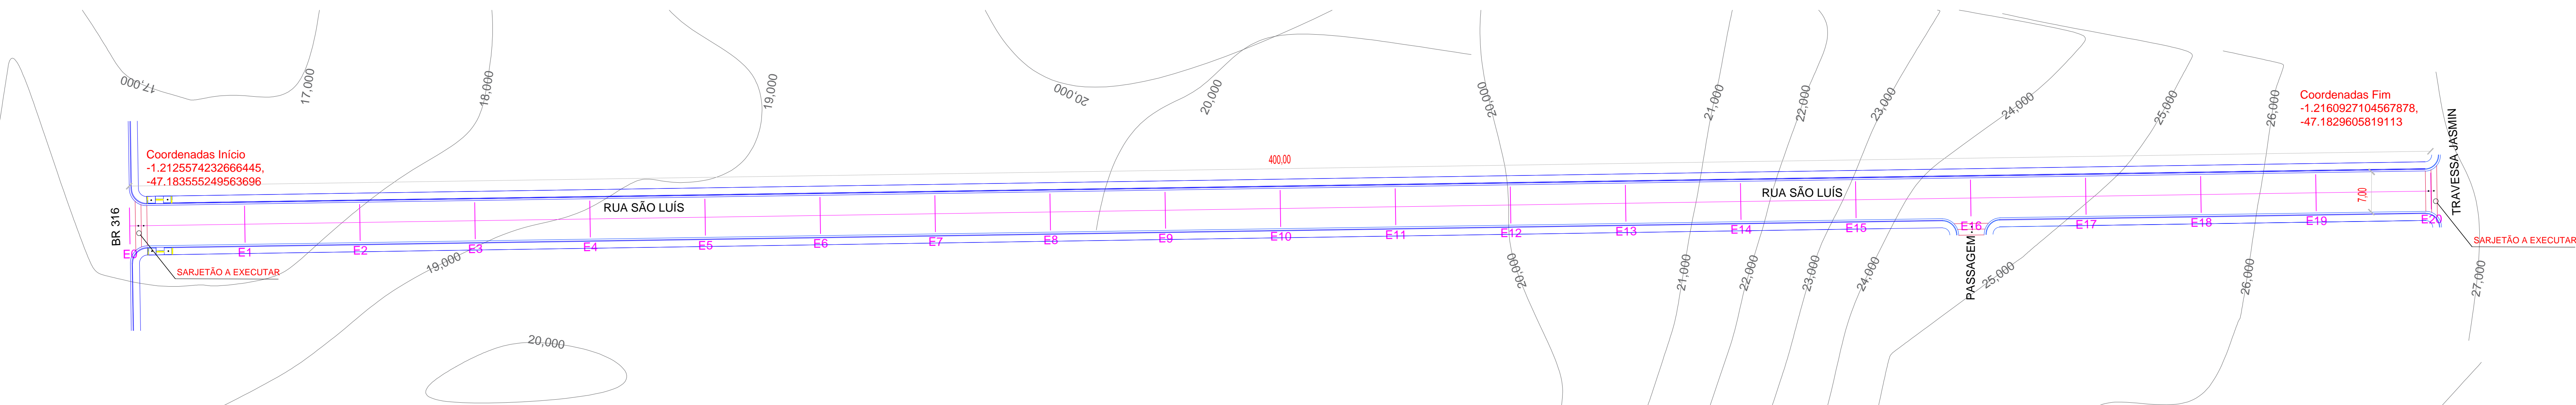 17,000
17,000
18,000
19,000
20,000
20,000
20,000
21,000
22,000
23,000
24,000
25,000
26,000
Coordenadas Início
-1.2125574232666445,
-47.183555249563696
400,00
Coordenadas Fim
-1.2160927104567878,
-47.1829605819113
BR 316
RUA SÃO LUÍS
RUA SÃO LUÍS
7,00
TRAVESSA JASMIN
E0
E1
E2
E3
E4
E5
E6
E7
E8
E9
E10
E11
E12
E13
E14
E15
E16
E17
E18
E19
E20
SARJETÃO A EXECUTAR
SARJETÃO A EXECUTAR
PASSAGEM
19,000
20,000
20,000
21,000
22,000
23,000
24,000
25,000
26,000
27,000